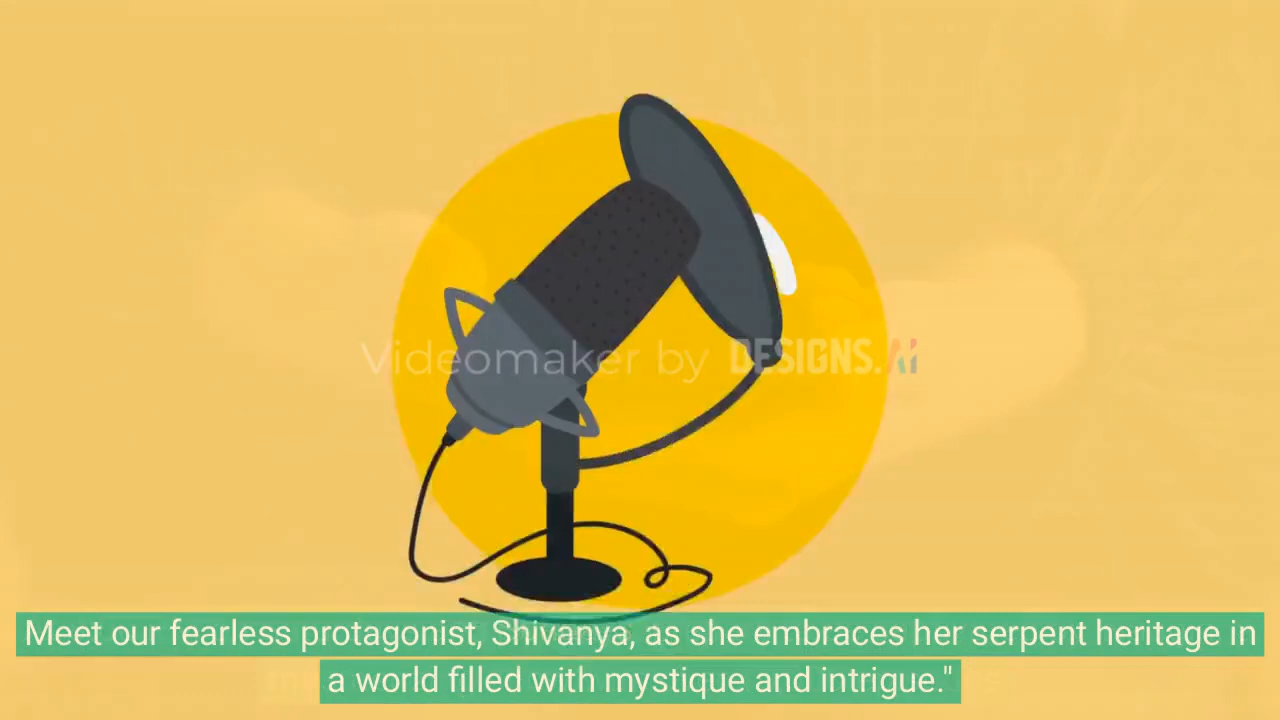 Videomaker by DESIGNS.AI
Meet our fearless protagonist, Shivanya, as she embraces her serpent heritage in
a world filled with mystique and intrigue."